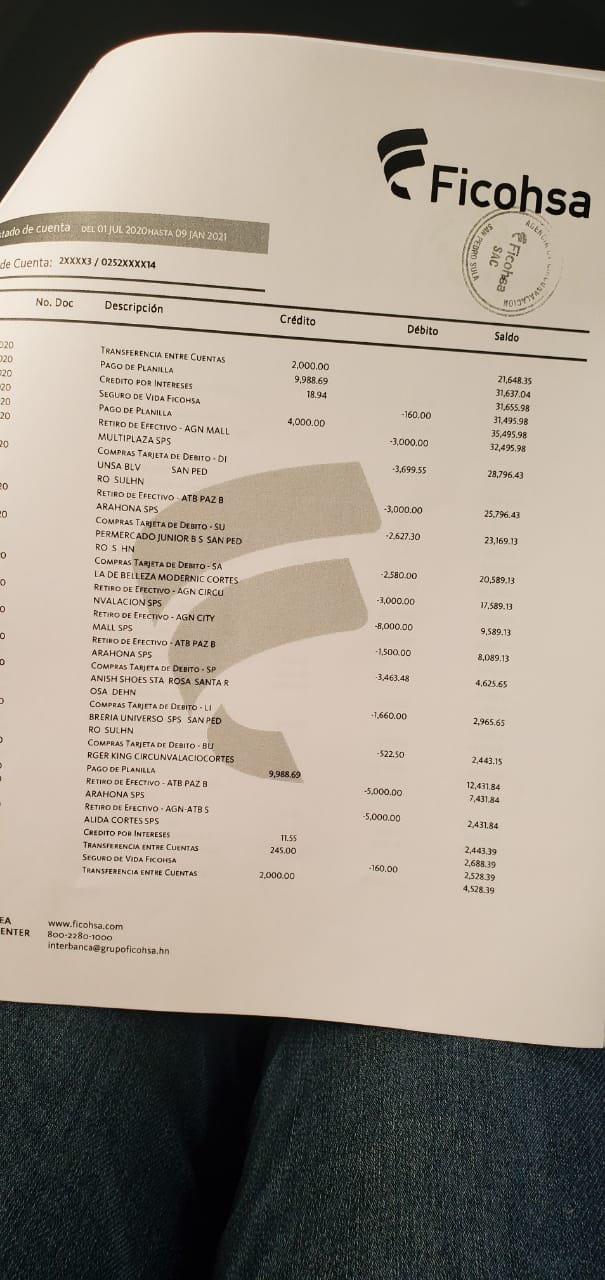 Ficohsa
tado de cuenta DEL 01 JUL 2020 HASTA 09 JAN 2021
AGENCIA CIRCUNVALACION
Ficohsa
SAC
SAN PEDRO SULA
de Cuenta: 2XXXX3 / 0252XXXX14
No. Doc Descripción Crédito Débito Saldo
020 TRANSFERENCIA ENTRE CUENTAS 2,000.00 21,648.35
020 PAGO DE PLANILLA 9,988.69 31,637.04
020 CREDITO POR INTERESES 18.94 31,655.98
20 SEGURO DE VIDA FICOHSA -160.00 31,495.98
20 PAGO DE PLANILLA 4,000.00 35,495.98
20 RETIRO DE EFECTIVO - AGN MALL -3,000.00 32,495.98
MULTIPLAZA SPS
20 COMPRAS TARJETA DE DEBITO - DI -3,699.55 28,796.43
UNSA BLV SAN PED
RO SULHN
20 RETIRO DE EFECTIVO - ATB PAZ B -3,000.00 25,796.43
ARAHONA SPS
20 COMPRAS TARJETA DE DEBITO - SU -2,627.30 23,169.13
PERMERCADO JUNIOR B S SAN PED
RO S HN
0 COMPRAS TARJETA DE DEBITO - SA -2,580.00 20,589.13
LA DE BELLEZA MODERNIC CORTES
0 RETIRO DE EFECTIVO - AGN CIRCU -3,000.00 17,589.13
NVALACION SPS
0 RETIRO DE EFECTIVO - AGN CITY -8,000.00 9,589.13
MALL SPS
0 RETIRO DE EFECTIVO - ATB PAZ B -1,500.00 8,089.13
ARAHONA SPS
0 COMPRAS TARJETA DE DEBITO - SP -3,463.48 4,625.65
ANISH SHOES STA ROSA SANTA R
OSA DEHN
COMPRAS TARJETA DE DEBITO - LI -1,660.00 2,965.65
BRERIA UNIVERSO SPS SAN PED
RO SULHN
COMPRAS TARJETA DE DEBITO - BU -522.50 2,443.15
RGER KING CIRCUNVALACIOCORTES
PAGO DE PLANILLA 9,988.69 12,431.84
RETIRO DE EFECTIVO - ATB PAZ B -5,000.00 7,431.84
ARAHONA SPS
RETIRO DE EFECTIVO - AGN-ATB S -5,000.00 2,431.84
ALIDA CORTES SPS
CREDITO POR INTERESES 11.55 2,443.39
TRANSFERENCIA ENTRE CUENTAS 245.00 2,688.39
SEGURO DE VIDA FICOHSA -160.00 2,528.39
TRANSFERENCIA ENTRE CUENTAS 2,000.00 4,528.39
EA www.ficohsa.com
ENTER 800-2280-1000
interbanca@grupoficohsa.hn